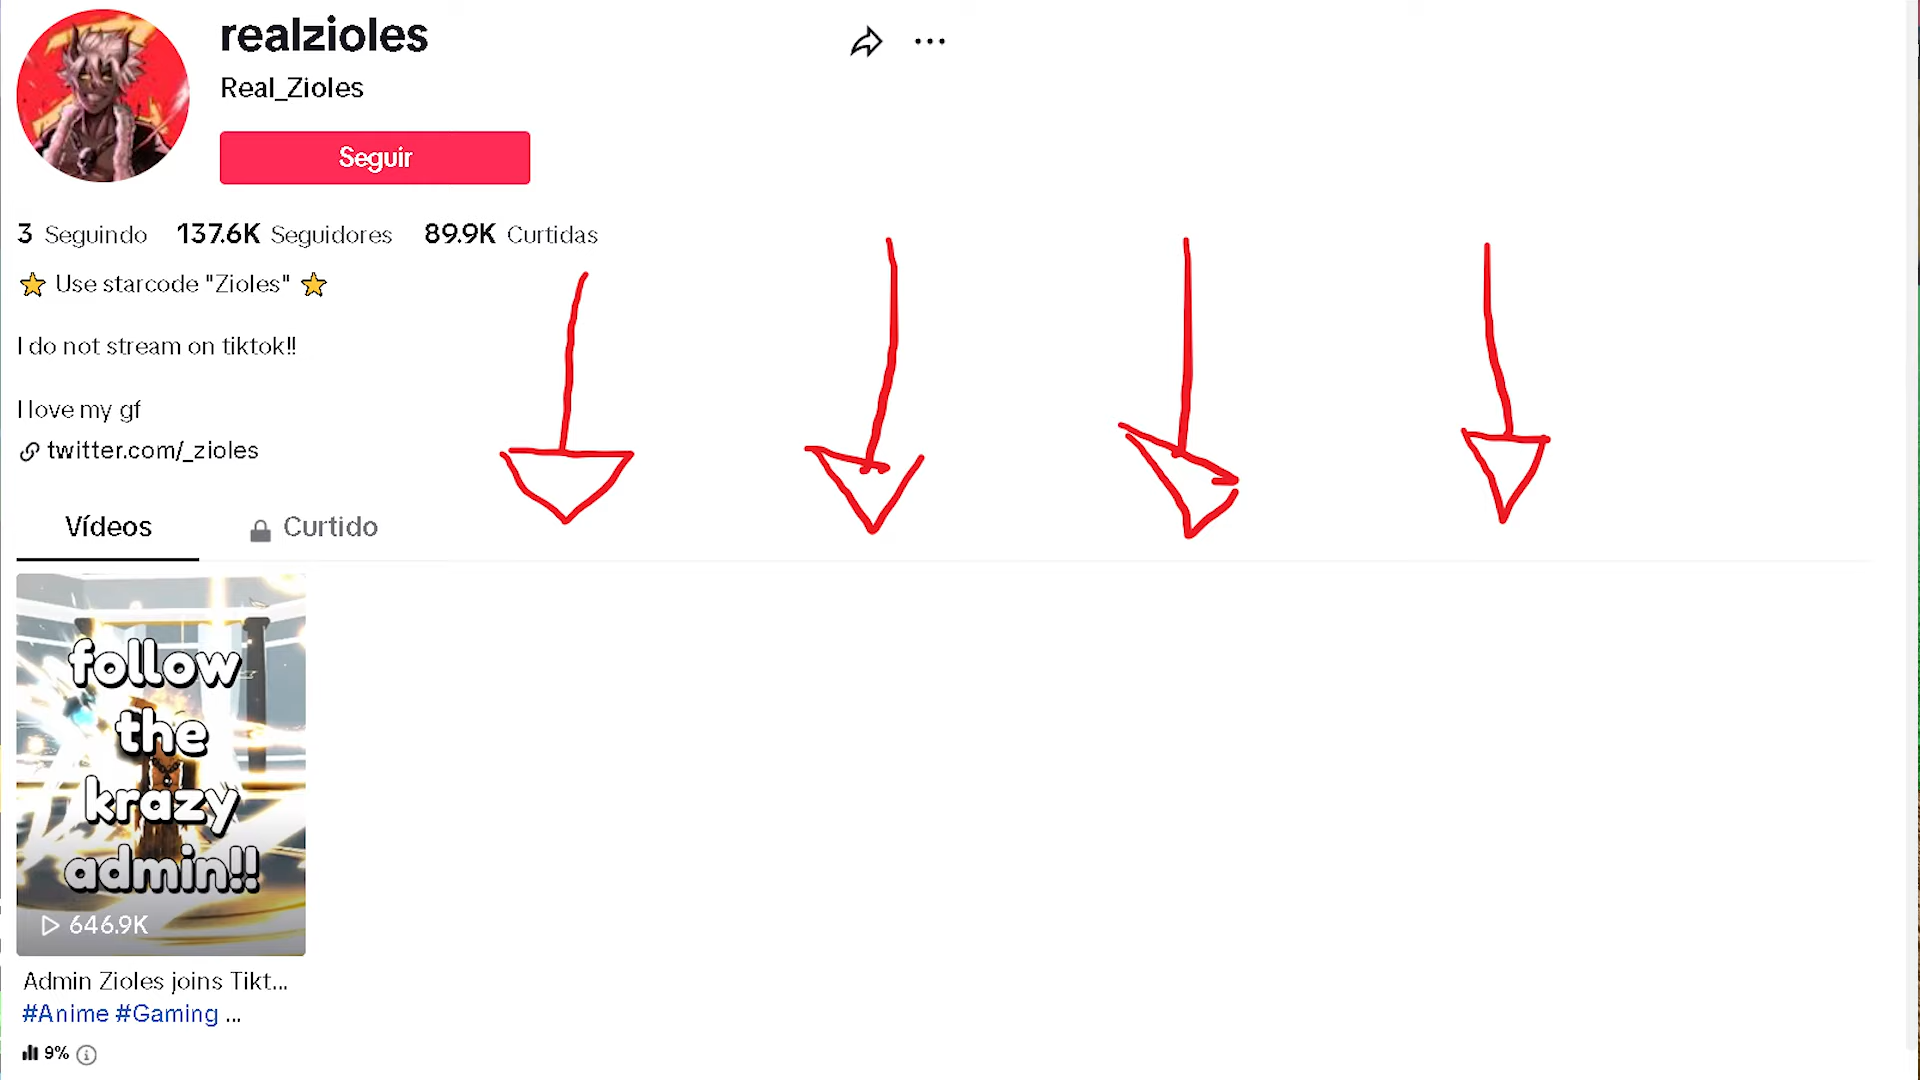 realzioles
Real_Zioles
Seguir
3 Seguindo 137.6K Seguidores 89.9K Curtidas
Use starcode "Zioles"
I do not stream on tiktok!!
I love my gf
twitter.com/_zioles
Vídeos Curtido
follow
the
krazy
admin!!
646.9K
Admin Zioles joins Tikt...
#Anime #Gaming ...
9%